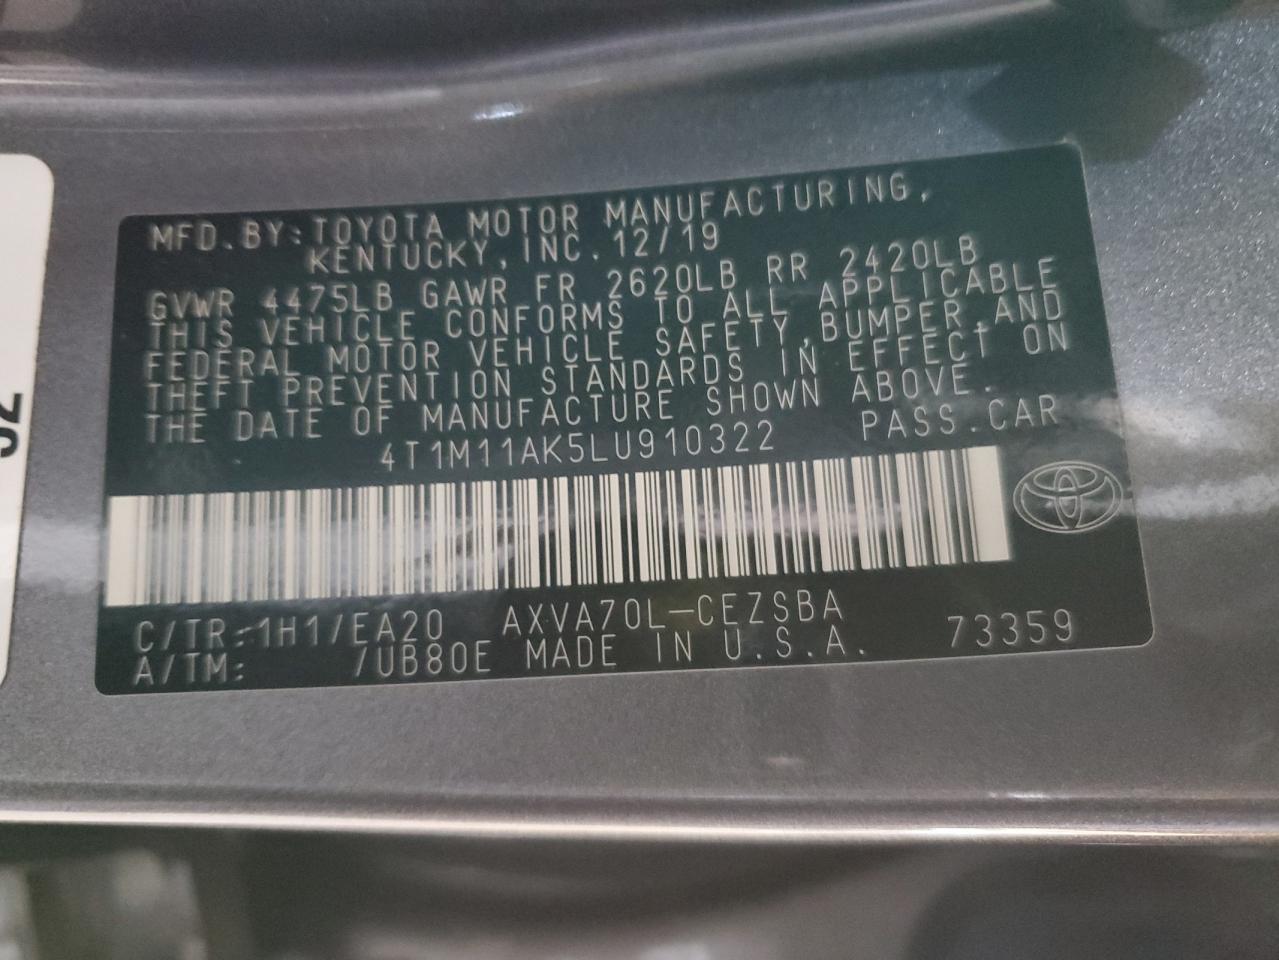 MFD.BY:TOYOTA MOTOR MANUFACTURING,
KENTUCKY, INC. 12/19
GVWR 4475LB GAWR FR 2620LB RR 2420LB
THIS VEHICLE CONFORMS TO ALL APPLICABLE
FEDERAL MOTOR VEHICLE SAFETY,BUMPER,AND
THEFT PREVENTION STANDARDS IN EFFECT ON
THE DATE OF MANUFACTURE SHOWN ABOVE.
4T1M11AK5LU910322 PASS.CAR
C/TR:1H1/EA20 AXVA70L-CEZSBA 73359
A/TM: /UB80E MADE IN U.S.A.